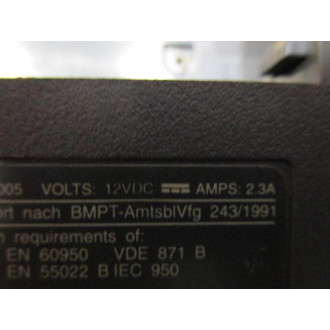 005 VOLTS: 12VDC AMPS: 2.3A
ert nach BMPT-AmtsblVfg 243/1991
requirements of:
EN 60950 VDE 871 B
EN 55022 B IEC 950